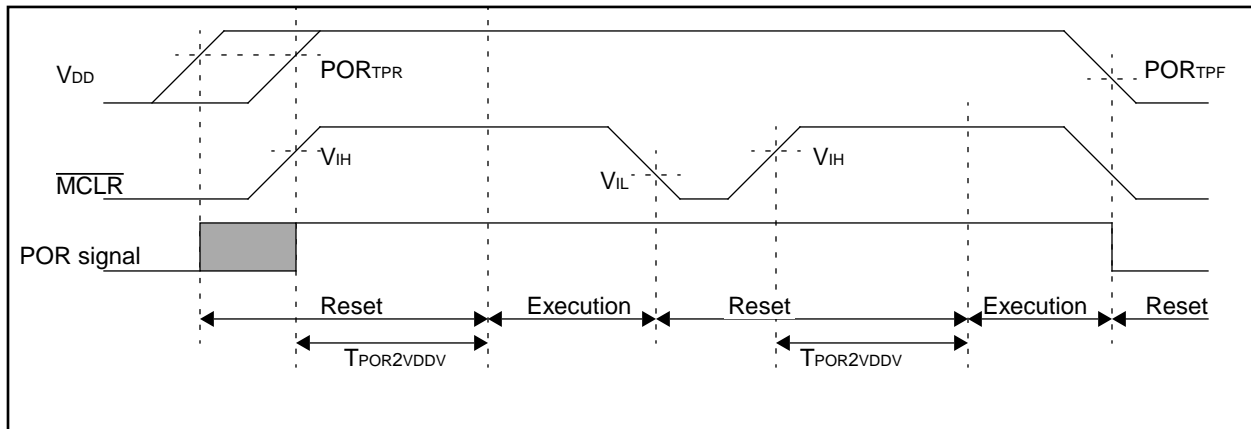 VDD
PORTPR
PORTPF
VIH
VIL
VIH
MCLR
POR signal
Reset
Execution
Reset
Execution
Reset
TPOR2VDDV
TPOR2VDDV